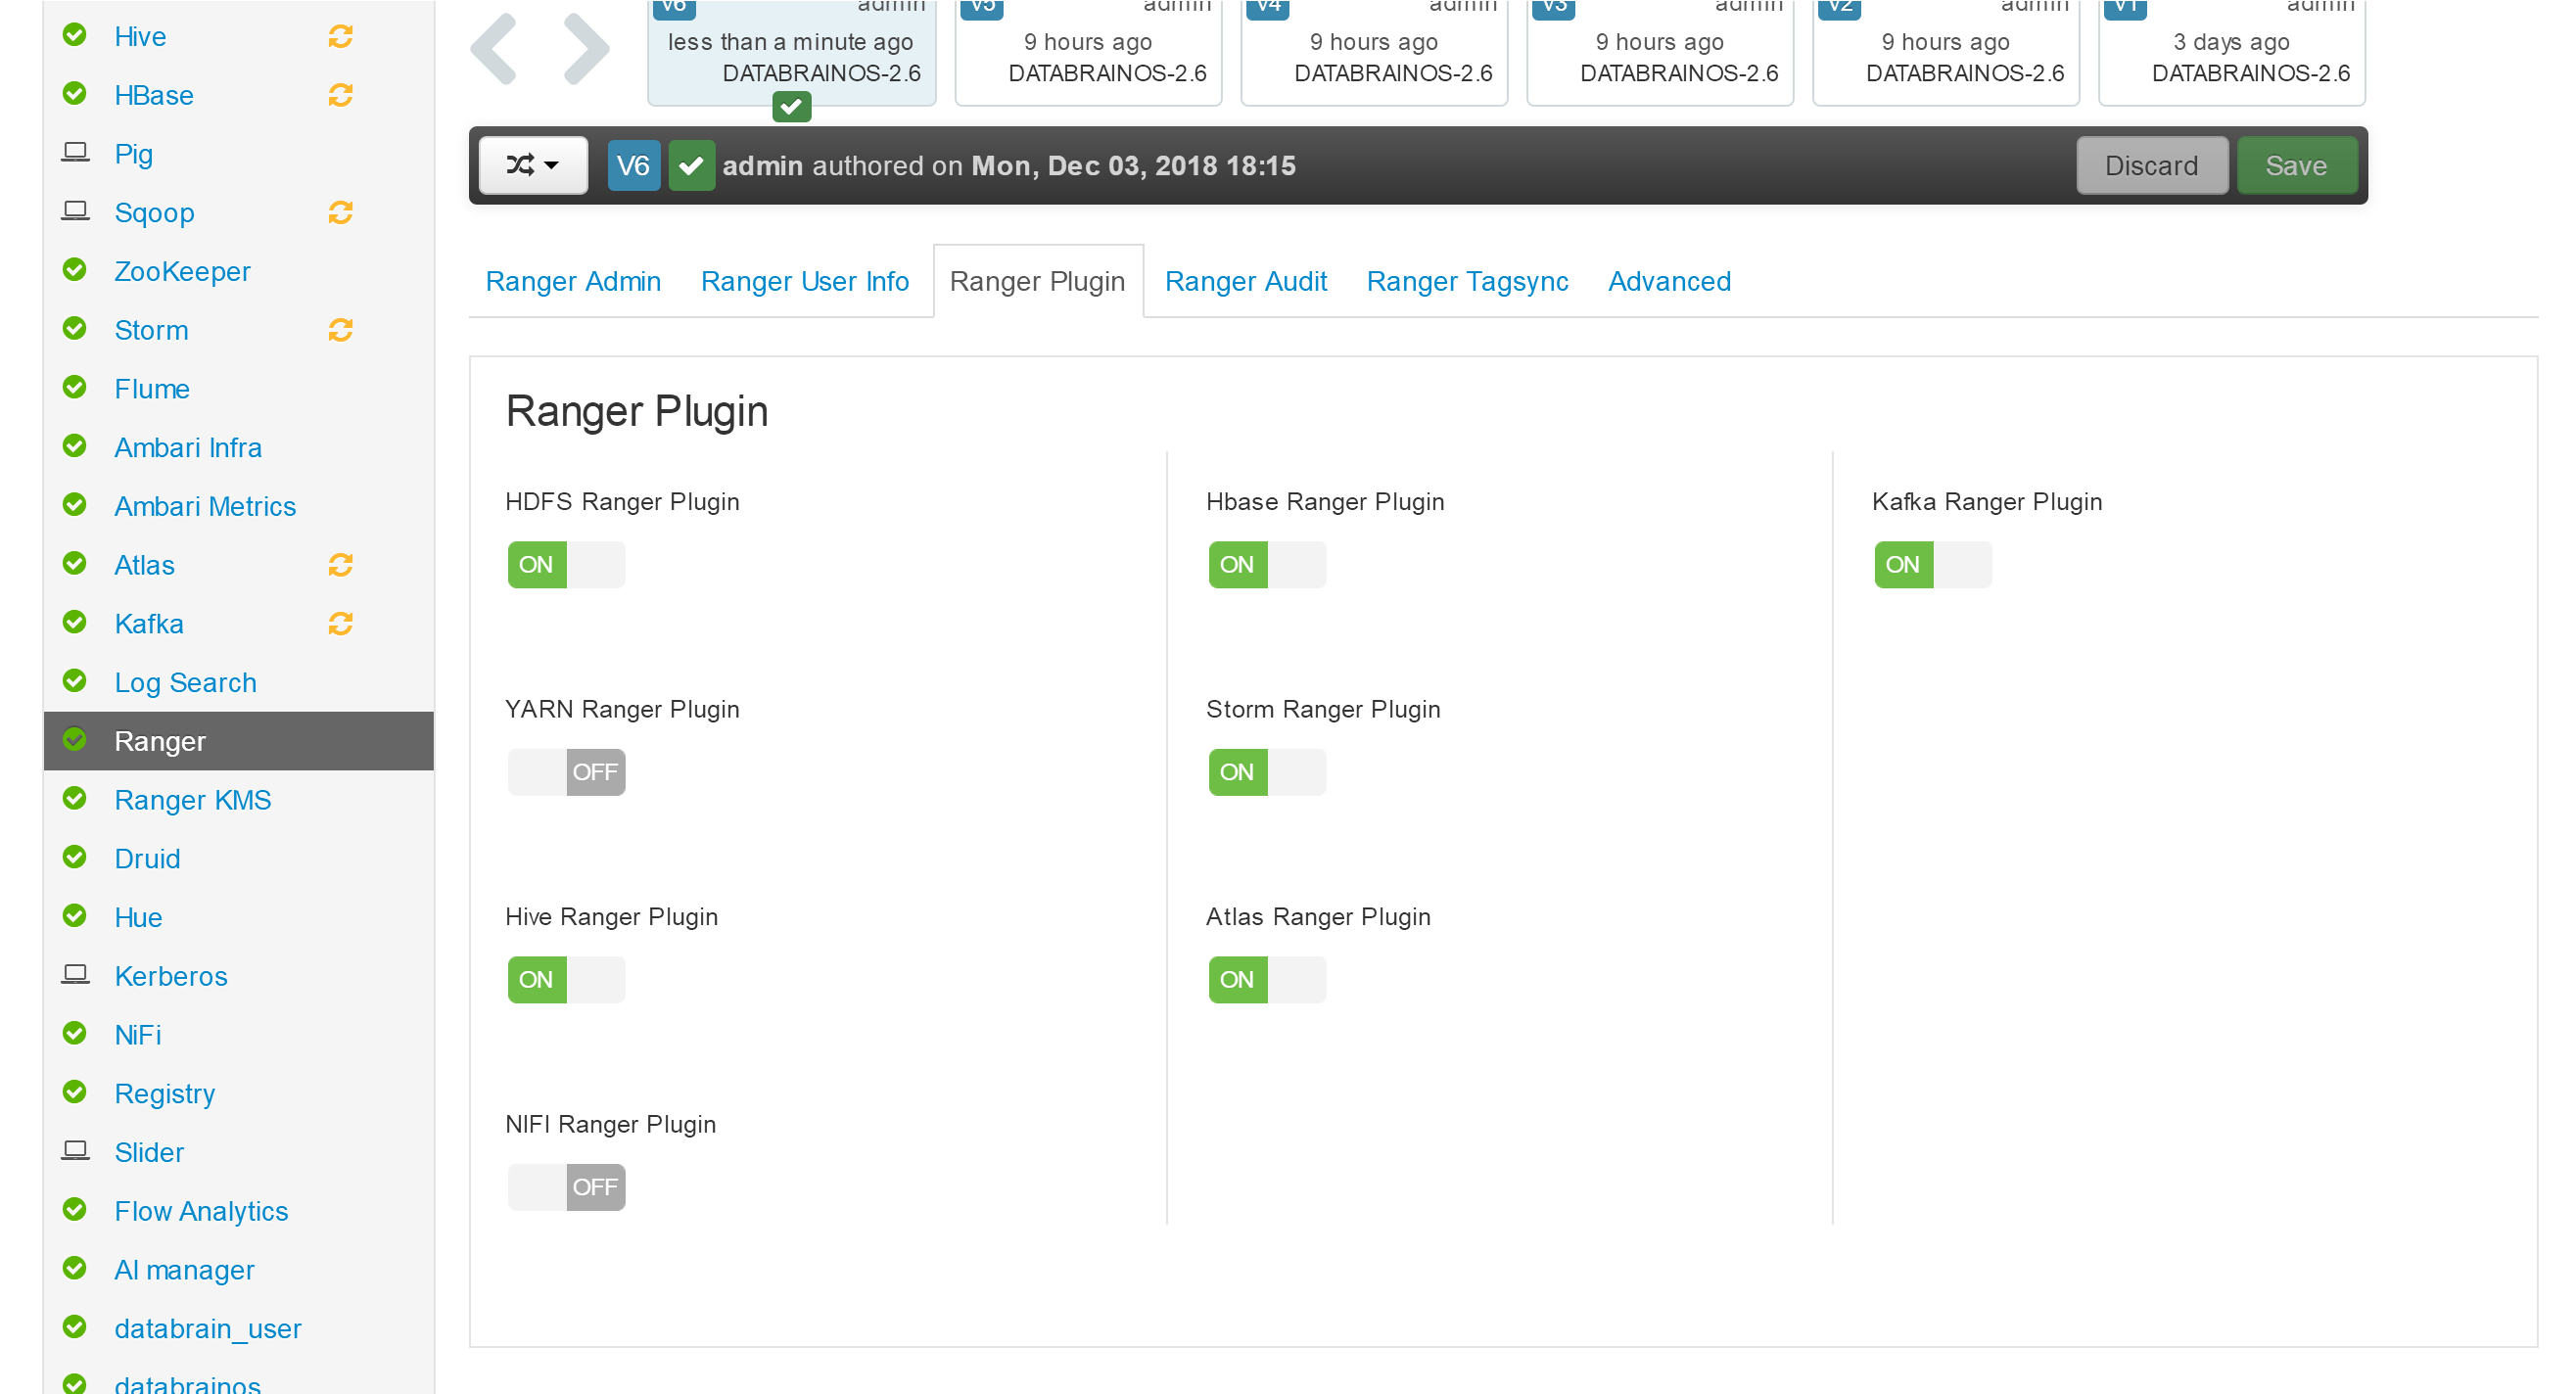 Hive
HBase
Pig
Sqoop
ZooKeeper
Storm
Flume
Ambari Infra
Ambari Metrics
Atlas
Kafka
Log Search
Ranger
Ranger KMS
Druid
Hue
Kerberos
NiFi
Registry
Slider
Flow Analytics
AI manager
databrain_user
databrainos
V6 admin
less than a minute ago
DATABRAINOS-2.6
V5 admin
9 hours ago
DATABRAINOS-2.6
V4 admin
9 hours ago
DATABRAINOS-2.6
V3 admin
9 hours ago
DATABRAINOS-2.6
V2 admin
9 hours ago
DATABRAINOS-2.6
V1 admin
3 days ago
DATABRAINOS-2.6
V6 admin authored on Mon, Dec 03, 2018 18:15 Discard Save
Ranger Admin Ranger User Info Ranger Plugin Ranger Audit Ranger Tagsync Advanced
Ranger Plugin
HDFS Ranger Plugin Hbase Ranger Plugin Kafka Ranger Plugin
ON ON ON
YARN Ranger Plugin Storm Ranger Plugin
OFF ON
Hive Ranger Plugin Atlas Ranger Plugin
ON ON
NIFI Ranger Plugin
OFF